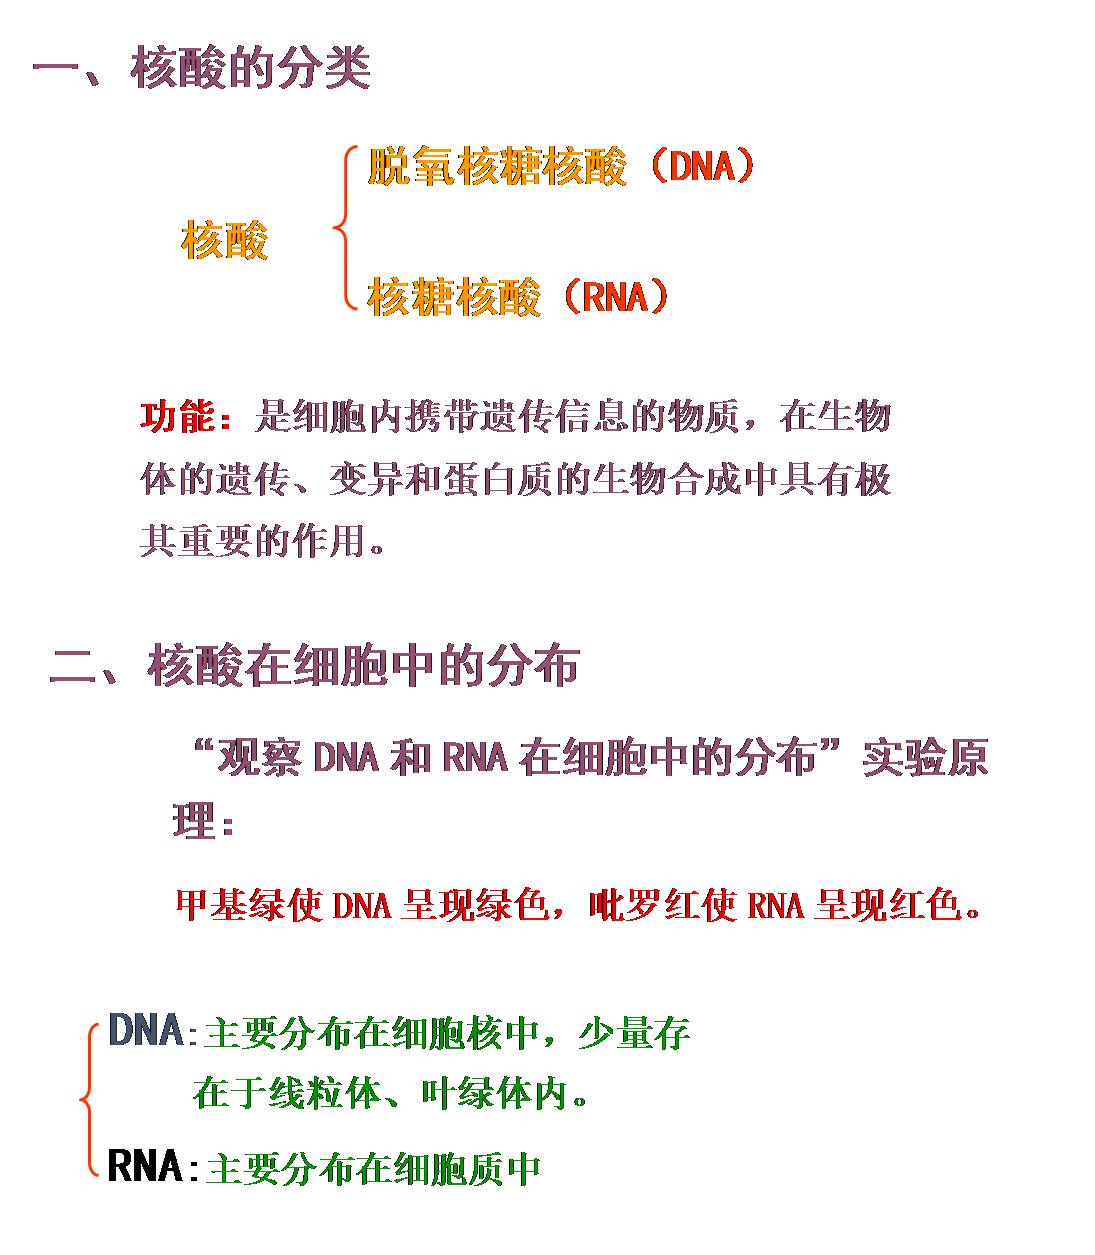 一、核酸的分类
脱氧核糖核酸（DNA）
核酸
核糖核酸（RNA）
功能：是细胞内携带遗传信息的物质，在生物
体的遗传、变异和蛋白质的生物合成中具有极
其重要的作用。
二、核酸在细胞中的分布
“观察 DNA 和 RNA 在细胞中的分布”实验原
理：
甲基绿使 DNA 呈现绿色，吡罗红使 RNA 呈现红色。
DNA:主要分布在细胞核中，少量存
在于线粒体、叶绿体内。
RNA:主要分布在细胞质中